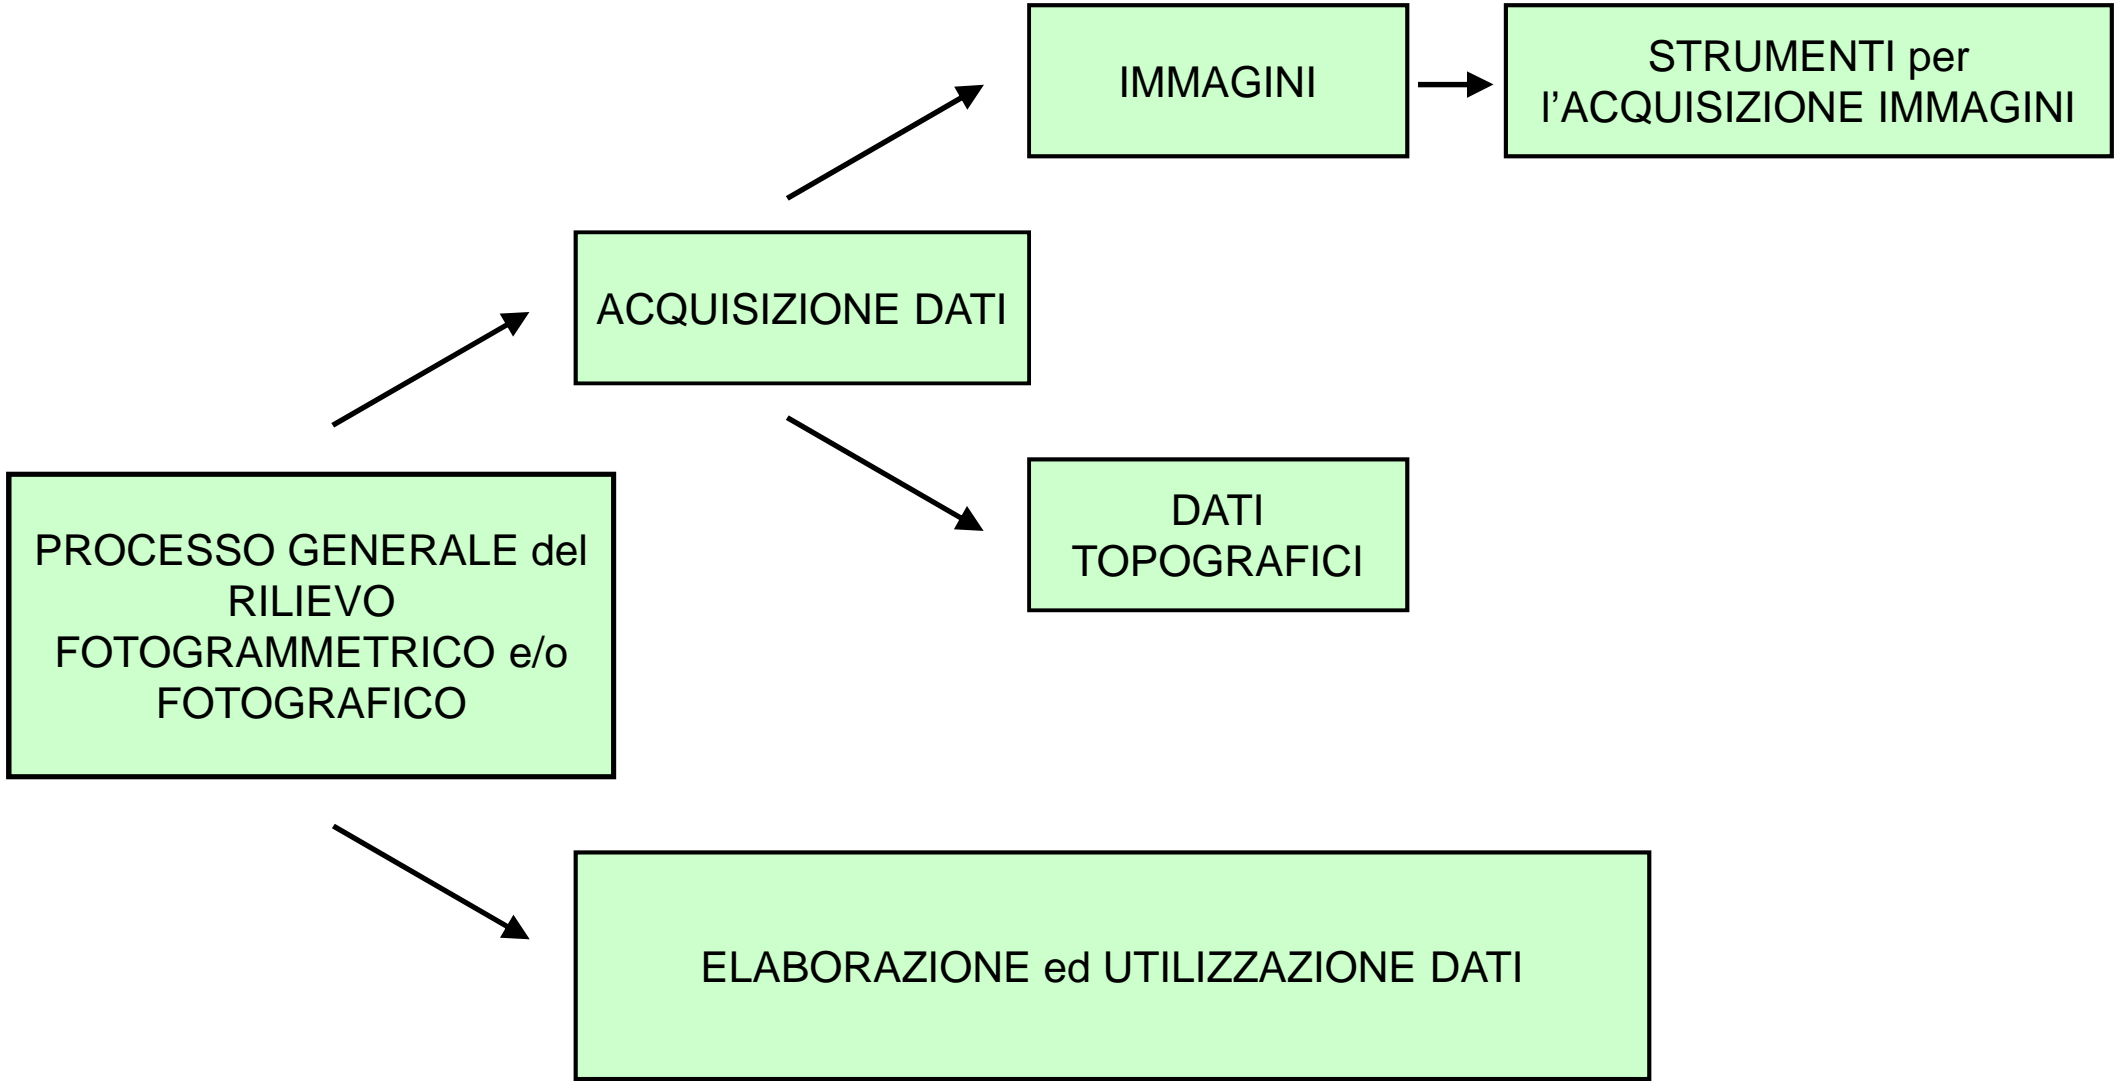 IMMAGINI
STRUMENTI per
l’ACQUISIZIONE IMMAGINI
ACQUISIZIONE DATI
DATI
TOPOGRAFICI
PROCESSO GENERALE del
RILIEVO
FOTOGRAMMETRICO e/o
FOTOGRAFICO
ELABORAZIONE ed UTILIZZAZIONE DATI